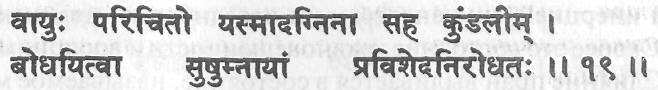 वायुः परिचितो यस्मादग्निना सह कुंडलीम् ।
बोधयित्वा सुषुम्नायां प्रविशेदनिरोधतः ।। १९ ।।